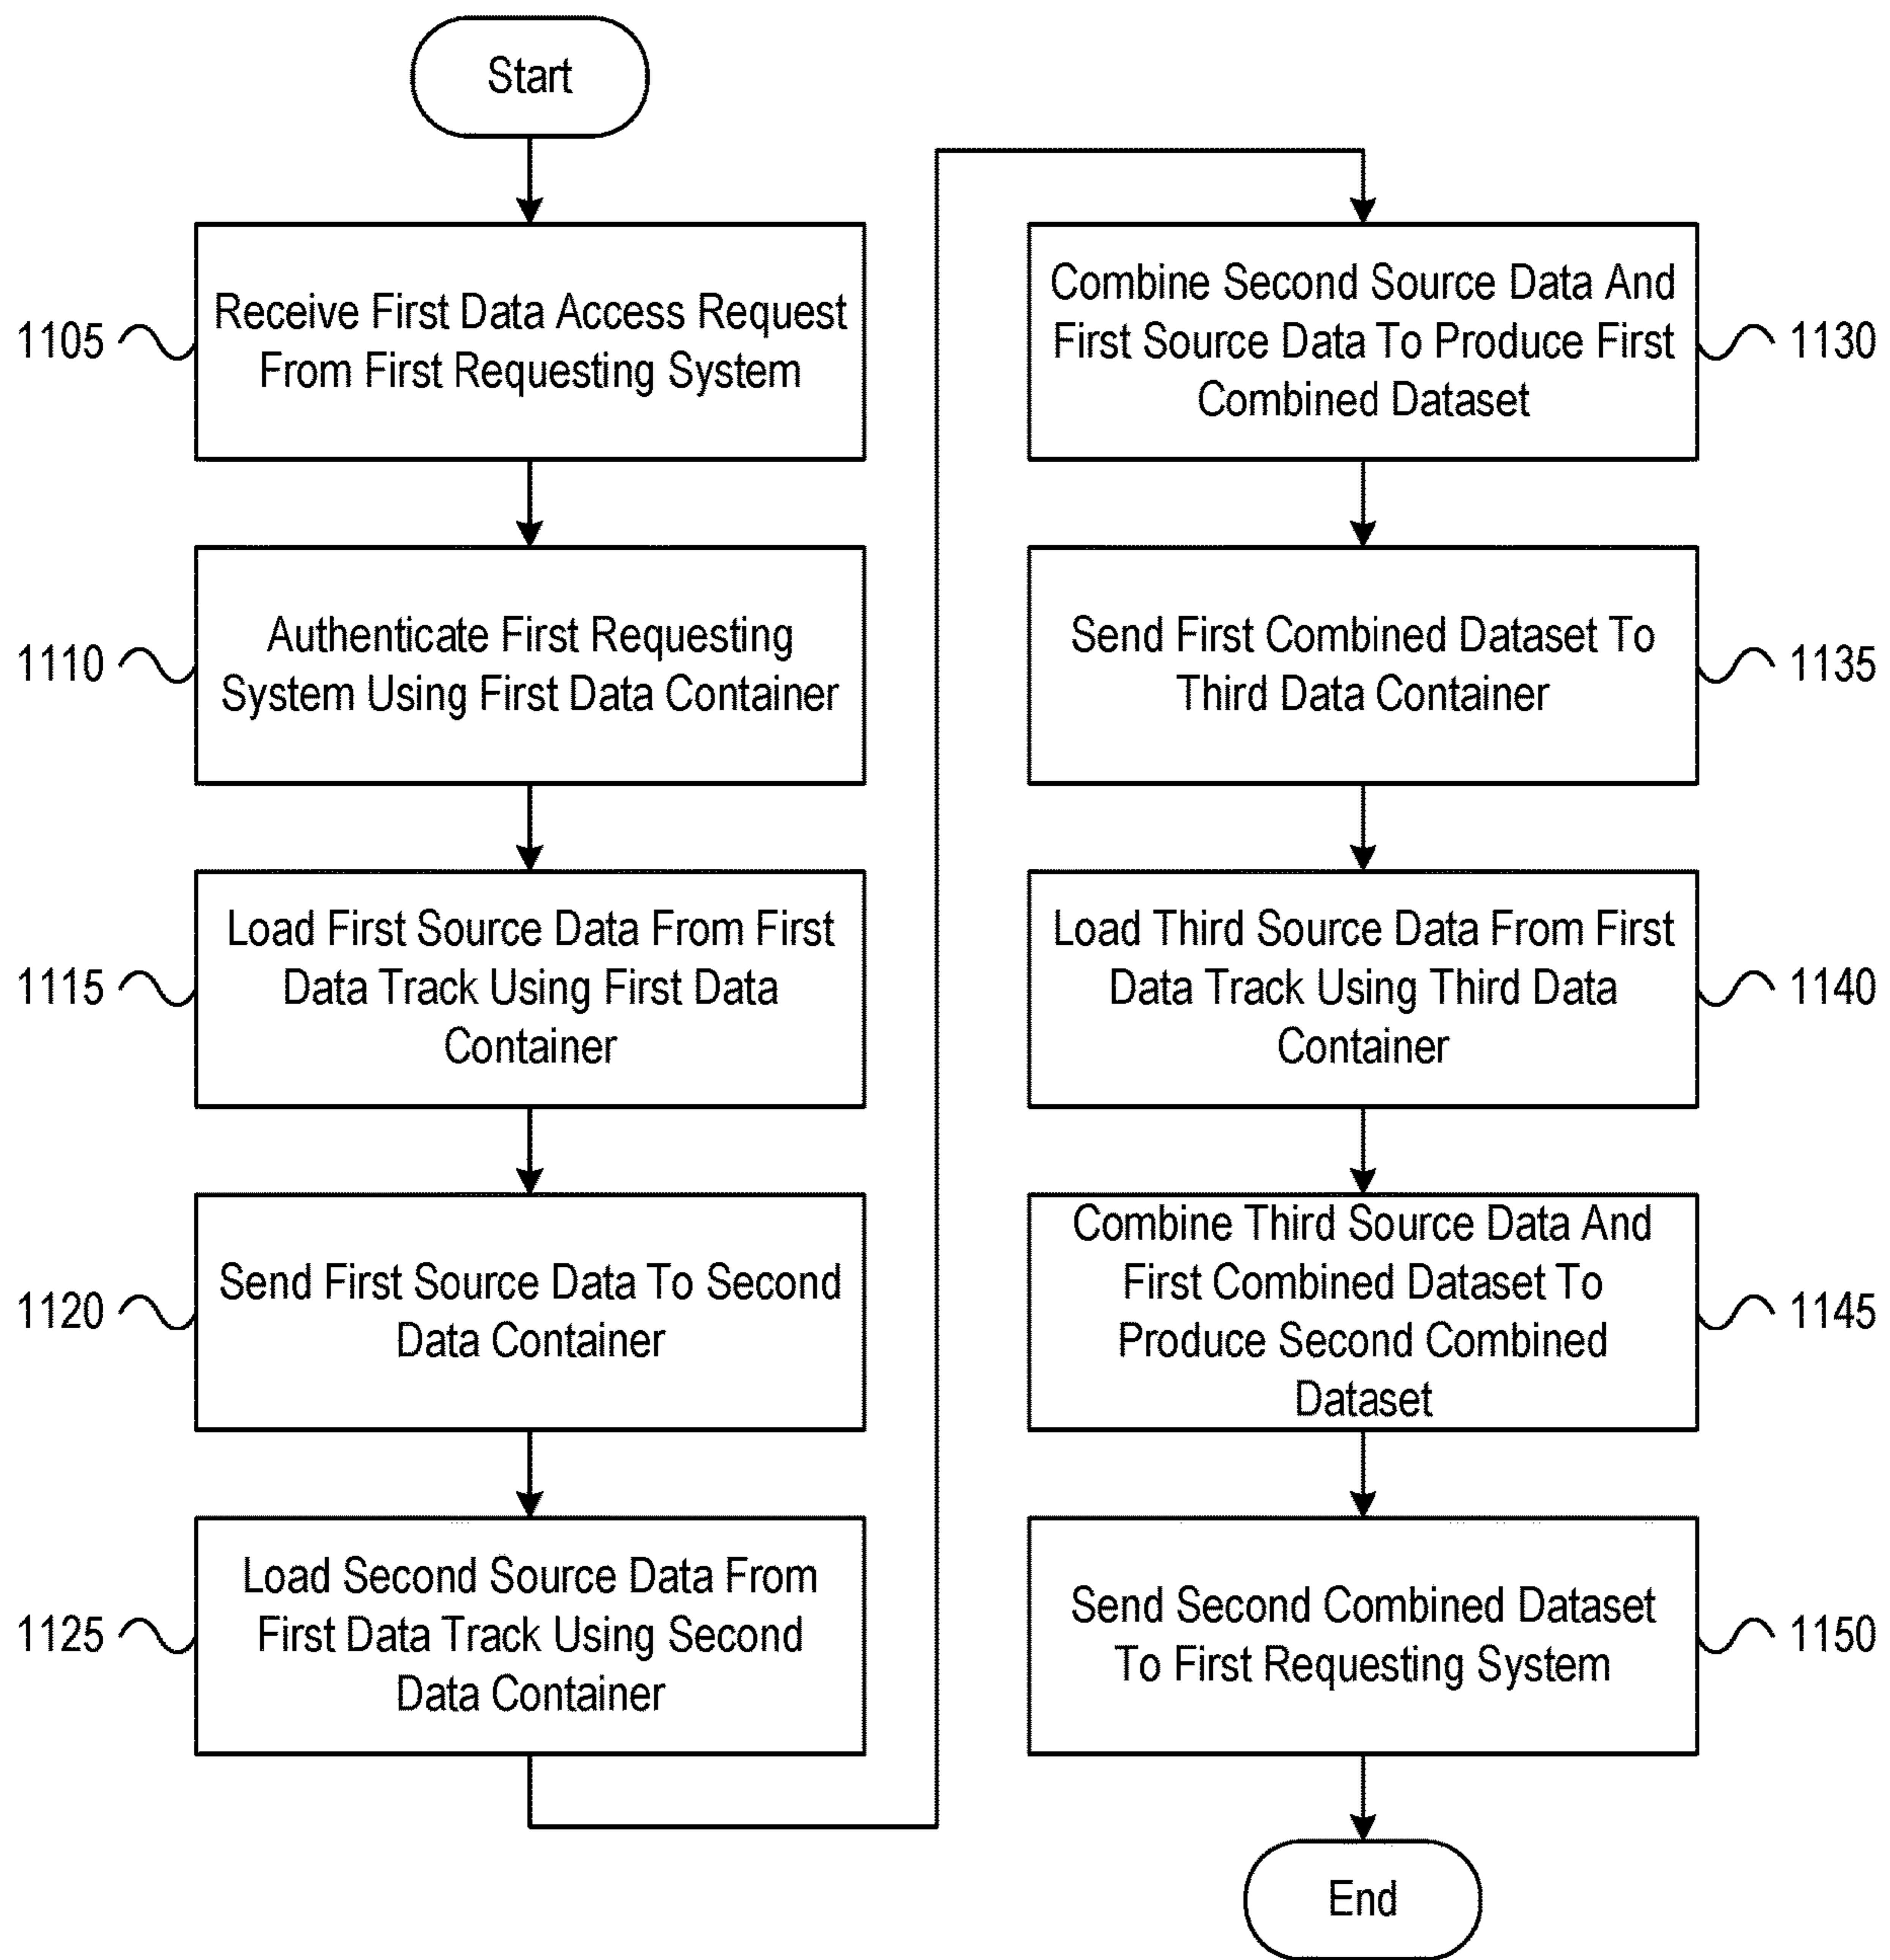 Start
1105
Receive First Data Access Request
From First Requesting System
1110
Authenticate First Requesting
System Using First Data Container
1115
Load First Source Data From First
Data Track Using First Data
Container
1120
Send First Source Data To Second
Data Container
1125
Load Second Source Data From
First Data Track Using Second
Data Container
Combine Second Source Data And
First Source Data To Produce First
Combined Dataset
1130
Send First Combined Dataset To
Third Data Container
1135
Load Third Source Data From First
Data Track Using Third Data
Container
1140
Combine Third Source Data And
First Combined Dataset To
Produce Second Combined
Dataset
1145
Send Second Combined Dataset
To First Requesting System
1150
End